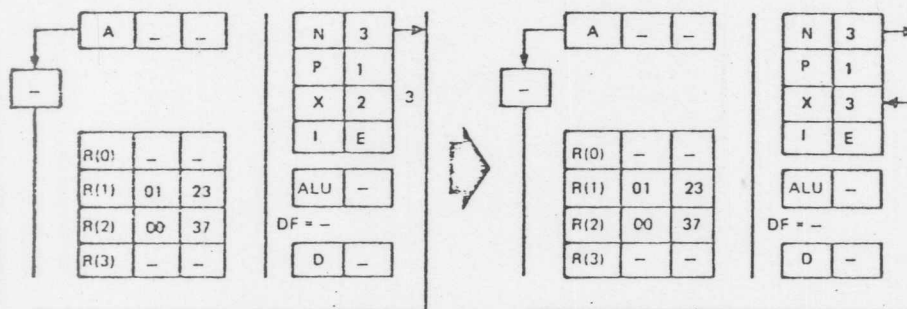 A – – N 3 A – – N 3
– P 1 – P 1
X 2 3 X 3
I E I E
R(0) – – R(0) – –
R(1) 01 23 ALU – R(1) 01 23 ALU –
R(2) 00 37 DF = – R(2) 00 37 DF = –
R(3) – – D – R(3) – – D –